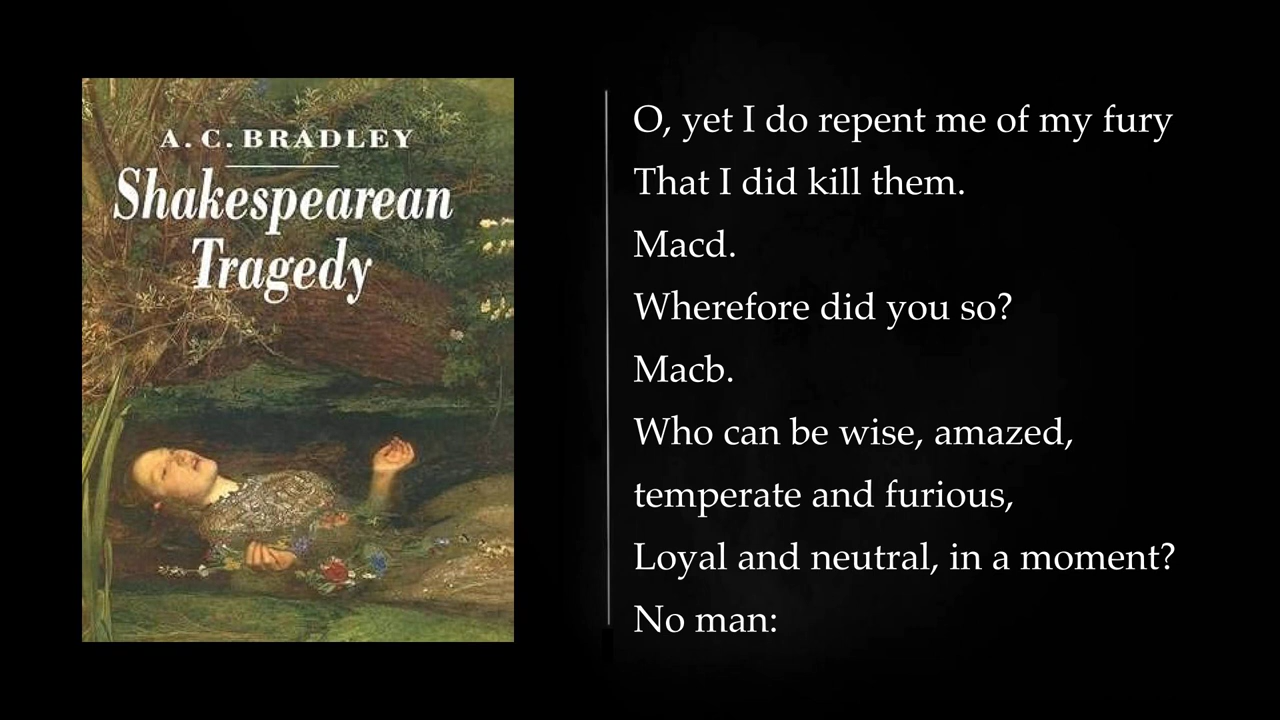 A. C. BRADLEY
Shakespearean
Tragedy
O, yet I do repent me of my fury
That I did kill them.
Macd.
Wherefore did you so?
Macb.
Who can be wise, amazed,
temperate and furious,
Loyal and neutral, in a moment?
No man: